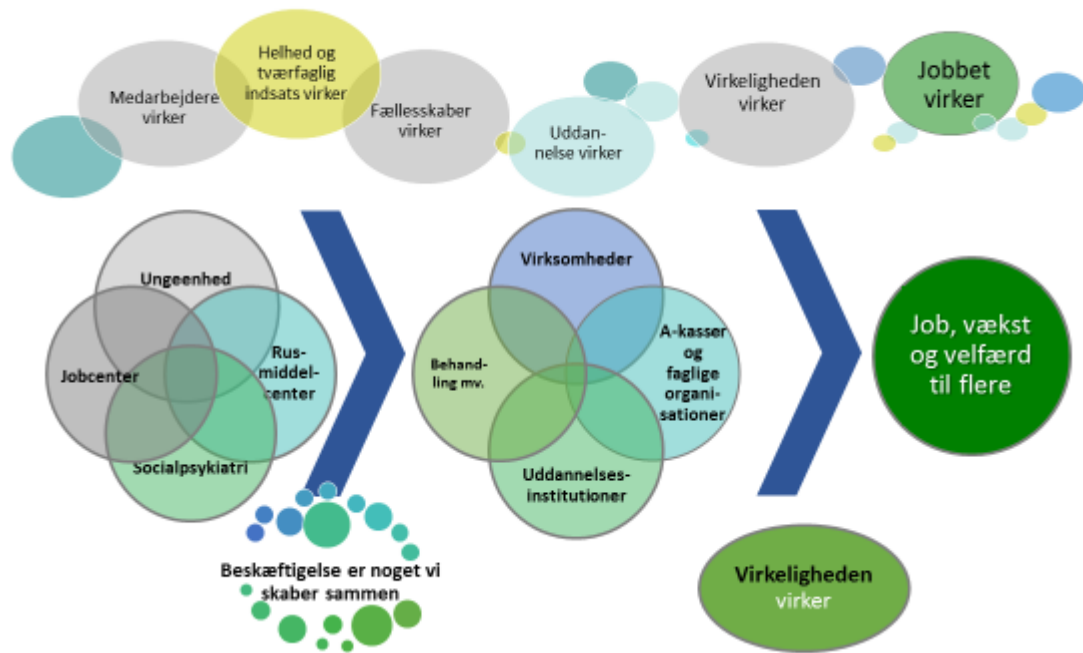 Medarbejdere
virker
Helhed og
tværfaglig
indsats virker
Fællesskaber
virker
Uddan-
nelse virker
Virkeligheden
virker
Jobbet
virker
Ungeenhed
Jobcenter
Rus-
middel-
center
Socialpsykiatri
Virksomheder
Behand-
ling mv.
A-kasser
og
faglige
organi-
sationer
Uddannelses-
institutioner
Job, vækst
og velfærd
til flere
Beskæftigelse er noget vi
skaber sammen
Virkeligheden
virker